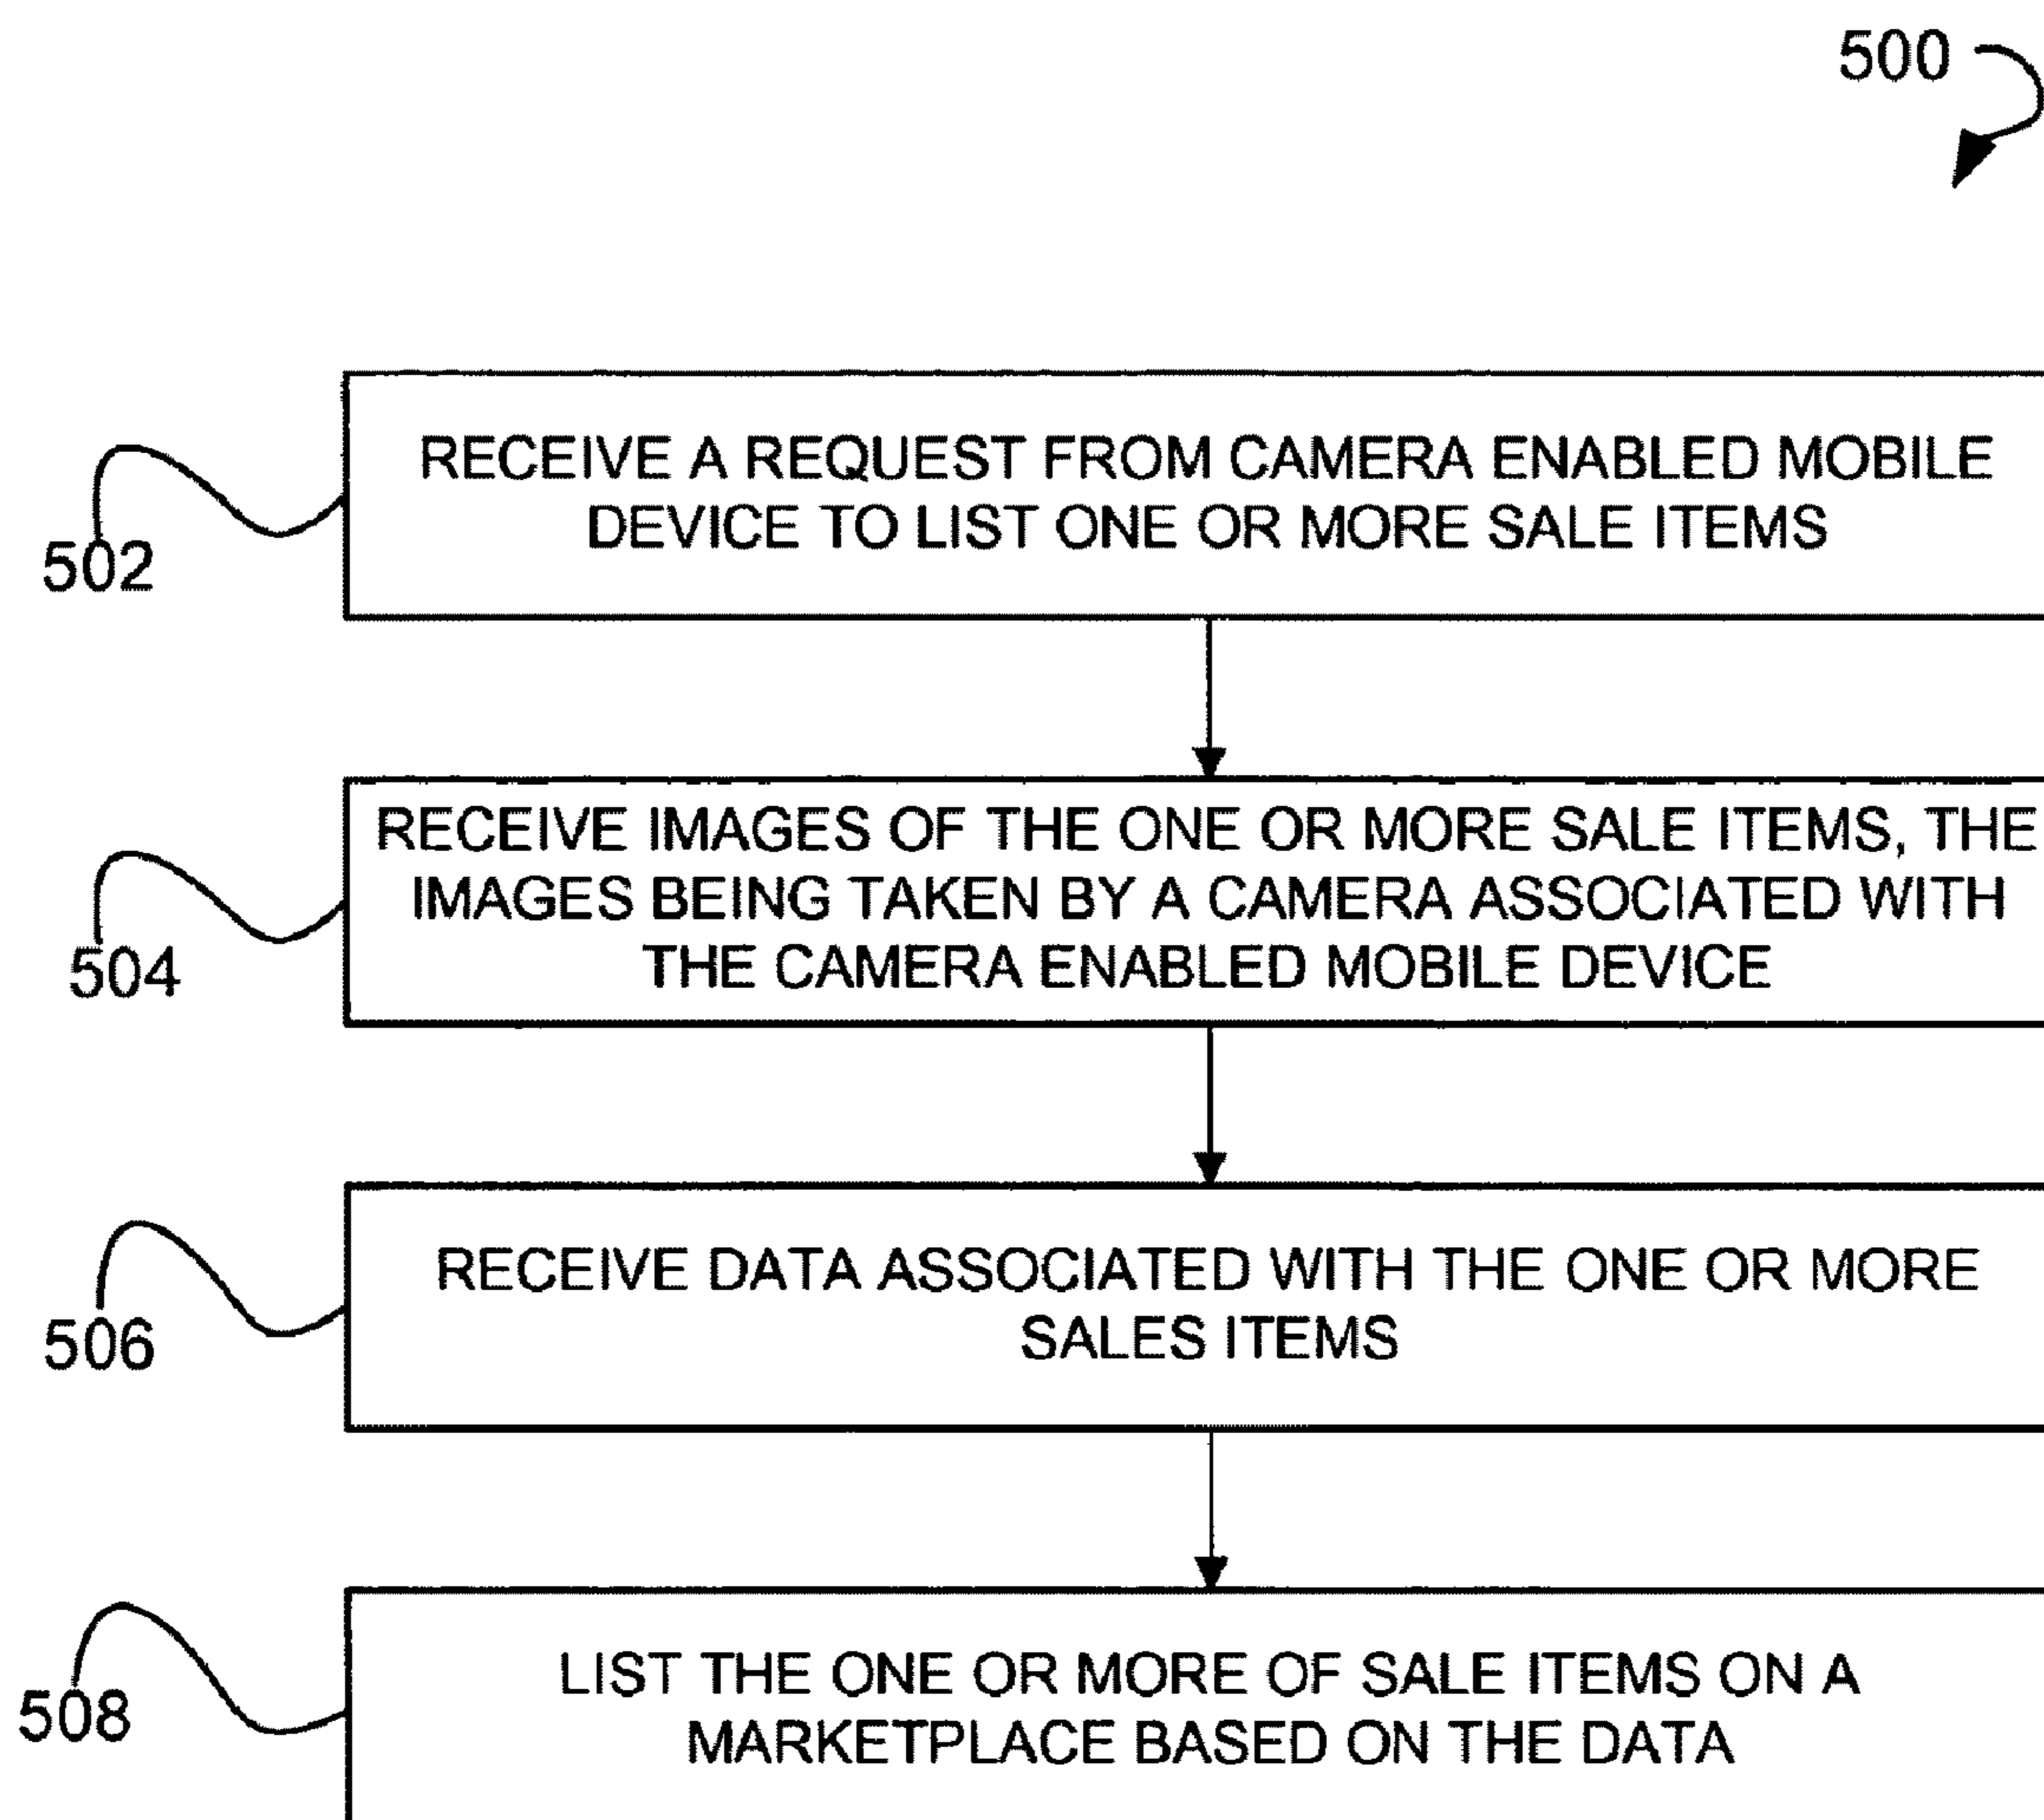 500
RECEIVE A REQUEST FROM CAMERA ENABLED MOBILE
DEVICE TO LIST ONE OR MORE SALE ITEMS
502
RECEIVE IMAGES OF THE ONE OR MORE SALE ITEMS, THE
IMAGES BEING TAKEN BY A CAMERA ASSOCIATED WITH
THE CAMERA ENABLED MOBILE DEVICE
504
RECEIVE DATA ASSOCIATED WITH THE ONE OR MORE
SALES ITEMS
506
LIST THE ONE OR MORE OF SALE ITEMS ON A
MARKETPLACE BASED ON THE DATA
508